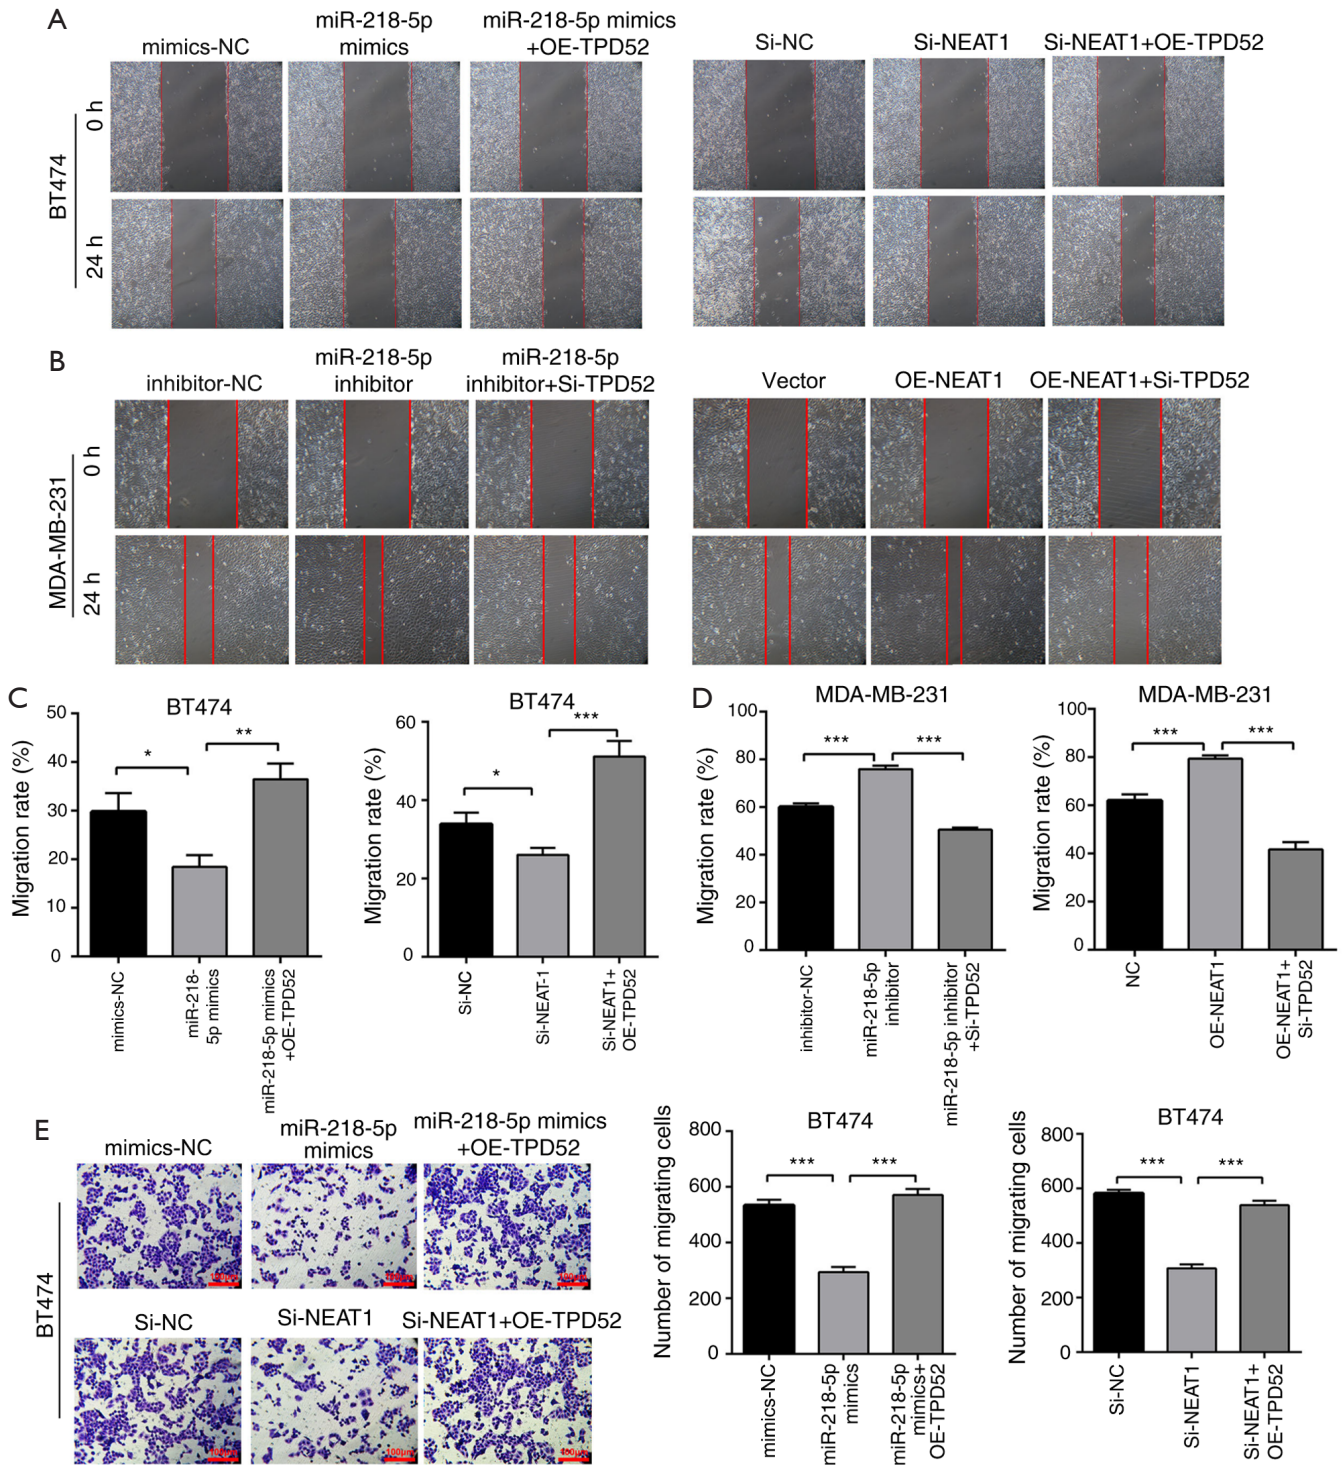 A
mimics-NC
miR-218-5p
mimics
miR-218-5p mimics
+OE-TPD52
Si-NC
Si-NEAT1
Si-NEAT1+OE-TPD52
BT474
0 h
24 h
B
inhibitor-NC
miR-218-5p
inhibitor
miR-218-5p
inhibitor+Si-TPD52
Vector
OE-NEAT1
OE-NEAT1+Si-TPD52
MDA-MB-231
0 h
24 h
C
BT474
Migration rate (%)
50
40
30
20
10
0
*
**
mimics-NC
miR-218-
5p mimics
miR-218-5p mimics
+OE-TPD52
BT474
Migration rate (%)
60
40
20
0
*
***
Si-NC
Si-NEAT-1
Si-NEAT1+
OE-TPD52
D
MDA-MB-231
Migration rate (%)
100
80
60
40
20
0
***
***
inhibitor-NC
miR-218-5p
inhibitor
miR-218-5p inhibitor
+Si-TPD52
MDA-MB-231
Migration rate (%)
100
80
60
40
20
0
***
***
NC
OE-NEAT1
OE-NEAT1+
Si-TPD52
E
BT474
mimics-NC
miR-218-5p
mimics
miR-218-5p mimics
+OE-TPD52
100μm
100μm
100μm
Si-NC
Si-NEAT1
Si-NEAT1+OE-TPD52
100μm
100μm
100μm
BT474
Number of migrating cells
800
600
400
200
0
***
***
mimics-NC
miR-218-5p
mimics
miR-218-5p
mimics+
OE-TPD52
BT474
Number of migrating cells
800
600
400
200
0
***
***
Si-NC
Si-NEAT1
Si-NEAT1+
OE-TPD52